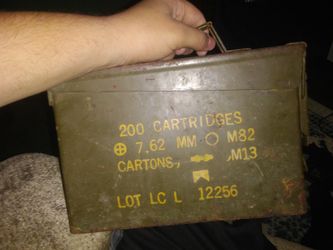 200 CARTRIDGES
7.62 MM M82
CARTONS, ,M13
LOT LC L 12256